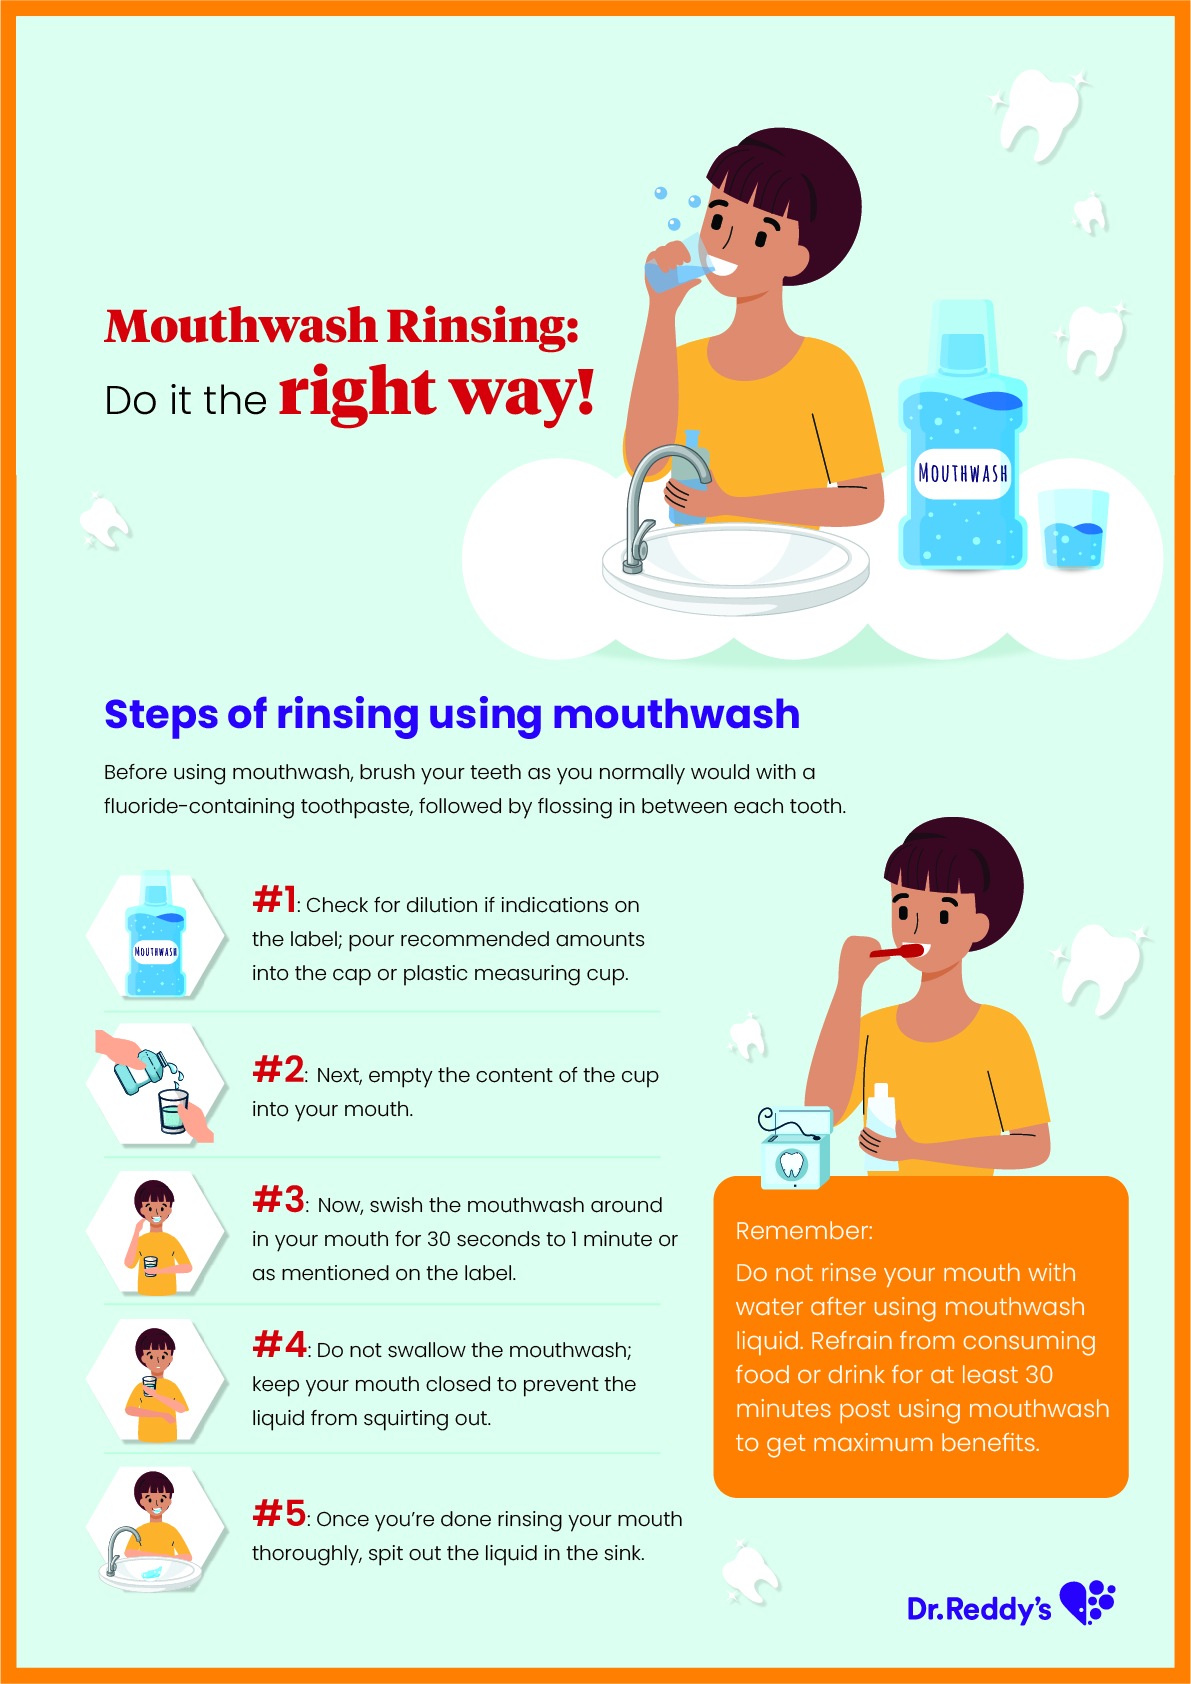 Mouthwash Rinsing:
Do it the right way!
MOUTHWASH
Steps of rinsing using mouthwash
Before using mouthwash, brush your teeth as you normally would with a
fluoride-containing toothpaste, followed by flossing in between each tooth.
MOUTHWASH
#1: Check for dilution if indications on
the label; pour recommended amounts
into the cap or plastic measuring cup.
#2: Next, empty the content of the cup
into your mouth.
#3: Now, swish the mouthwash around
in your mouth for 30 seconds to 1 minute or
as mentioned on the label.
#4: Do not swallow the mouthwash;
keep your mouth closed to prevent the
liquid from squirting out.
#5: Once you’re done rinsing your mouth
thoroughly, spit out the liquid in the sink.
Remember:
Do not rinse your mouth with
water after using mouthwash
liquid. Refrain from consuming
food or drink for at least 30
minutes post using mouthwash
to get maximum benefits.
Dr.Reddy’s